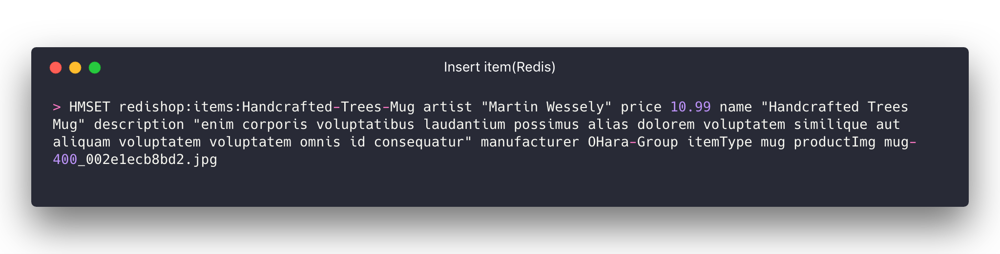 Insert item(Redis)
> HMSET redishop:items:Handcrafted-Trees-Mug artist "Martin Wessely" price 10.99 name "Handcrafted Trees
Mug" description "enim corporis voluptatibus laudantium possimus alias dolorem voluptatem similique aut
aliquam voluptatem voluptatem omnis id consequatur" manufacturer OHara-Group itemType mug productImg mug-
400_002e1ecb8bd2.jpg